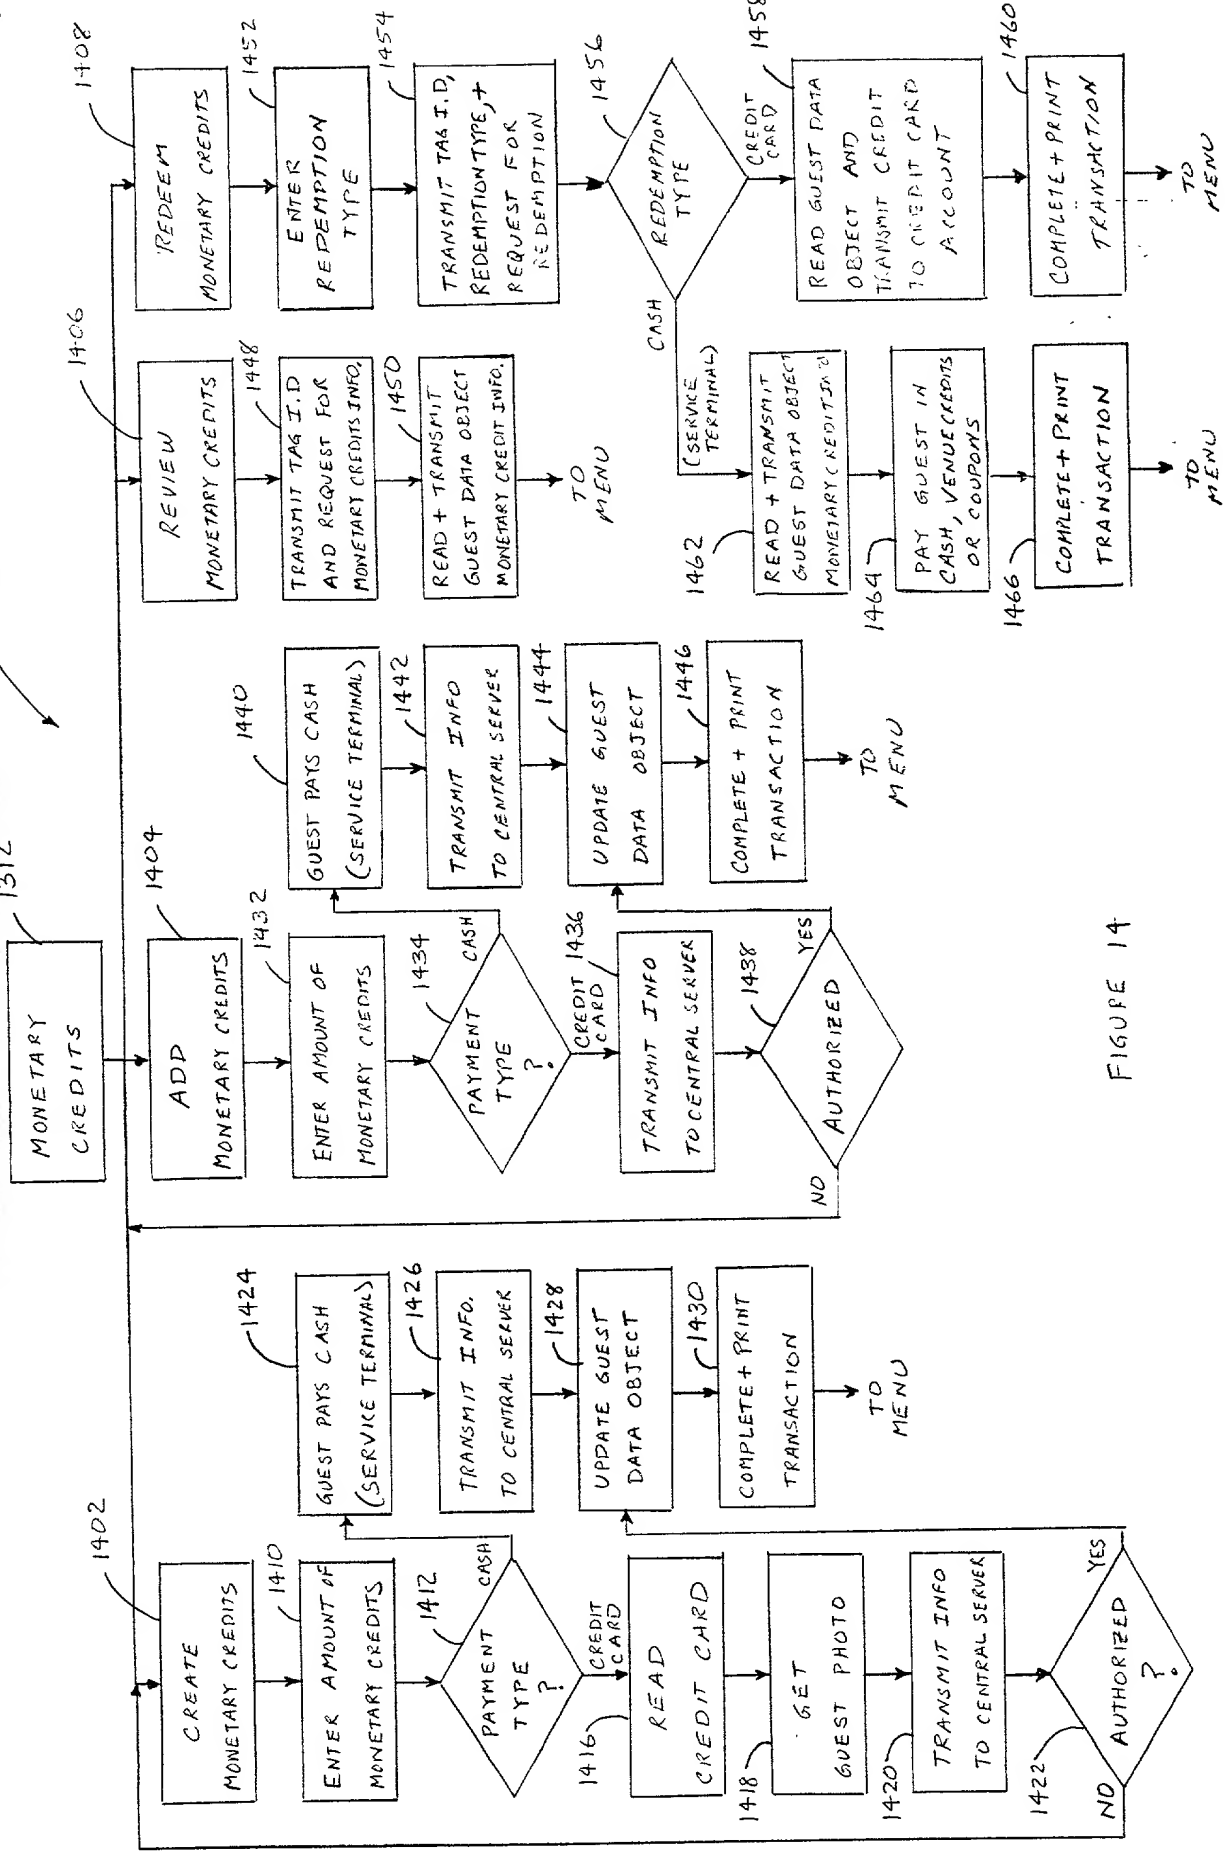 1312
MONETARY
CREDITS
1402
CREATE
MONETARY CREDITS
1410
ENTER AMOUNT OF
MONETARY CREDITS
1412
PAYMENT
TYPE
?
CASH
CREDIT
CARD
1416
READ
CREDIT CARD
1418
GET
GUEST PHOTO
1420
TRANSMIT INFO
TO CENTRAL SERVER
1422
AUTHORIZED
?
NO
YES
1424
GUEST PAYS CASH
(SERVICE TERMINAL)
1426
TRANSMIT INFO.
TO CENTRAL SERVER
1428
UPDATE GUEST
DATA OBJECT
1430
COMPLETE + PRINT
TRANSACTION
TO
MENU
1404
ADD
MONETARY CREDITS
1432
ENTER AMOUNT OF
MONETARY CREDITS
1434
PAYMENT
TYPE
?
CASH
CREDIT
CARD
1436
TRANSMIT INFO
TO CENTRAL SERVER
1438
AUTHORIZED
NO
YES
1440
GUEST PAYS CASH
(SERVICE TERMINAL)
1442
TRANSMIT INFO
TO CENTRAL SERVER
1444
UPDATE GUEST
DATA OBJECT
1446
COMPLETE + PRINT
TRANSACTION
TO
MENU
1406
REVIEW
MONETARY CREDITS
1448
TRANSMIT TAG I.D
AND REQUEST FOR
MONETARY CREDITS INFO.
1450
READ + TRANSMIT
GUEST DATA OBJECT
MONETARY CREDIT INFO.
TO
MENU
1408
REDEEM
MONETARY CREDITS
1452
ENTER
REDEMPTION
TYPE
1454
TRANSMIT TAG I.D,
REDEMPTION TYPE, +
REQUEST FOR
REDEMPTION
1456
REDEMPTION
TYPE
CASH
(SERVICE
TERMINAL)
CREDIT
CARD
1458
READ GUEST DATA
OBJECT AND
TRANSMIT CREDIT
TO CREDIT CARD
ACCOUNT
1460
COMPLETE + PRINT
TRANSACTION
TO
MENU
1462
READ + TRANSMIT
GUEST DATA OBJECT
MONETARY CREDIT
1464
PAY GUEST IN
CASH, VENUE CREDITS
OR COUPONS
1466
COMPLETE + PRINT
TRANSACTION
TO
MENU
FIGURE 14